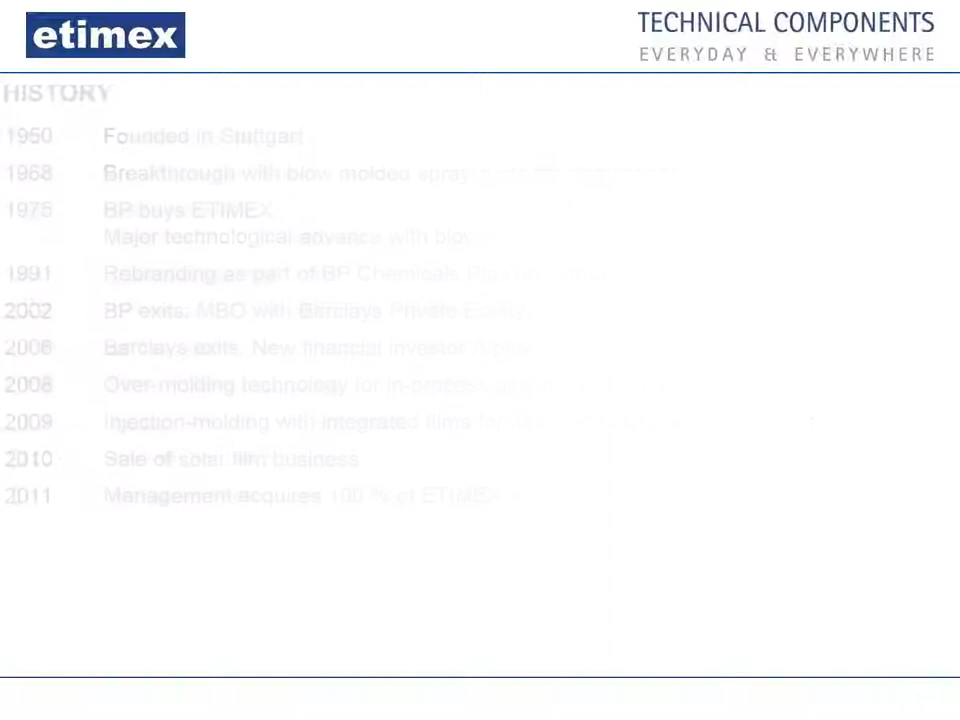 etimex
TECHNICAL COMPONENTS
EVERYDAY & EVERYWHERE
HISTORY
1950 Founded in Stuttgart
1968 Breakthrough with blow molded spray
1975 BP buys ETIMEX
Major technological advance with blow
1991 Rebranding as part of BP Chemicals
2002 BP exits: MBO with Barclays Private Equity
2006 Barclays exits. New financial investor
2008 Over-molding technology for in-process
2009 Injection-molding with integrated films for
2010 Sale of solar film business
2011 Management acquires 100 % of ETIMEX